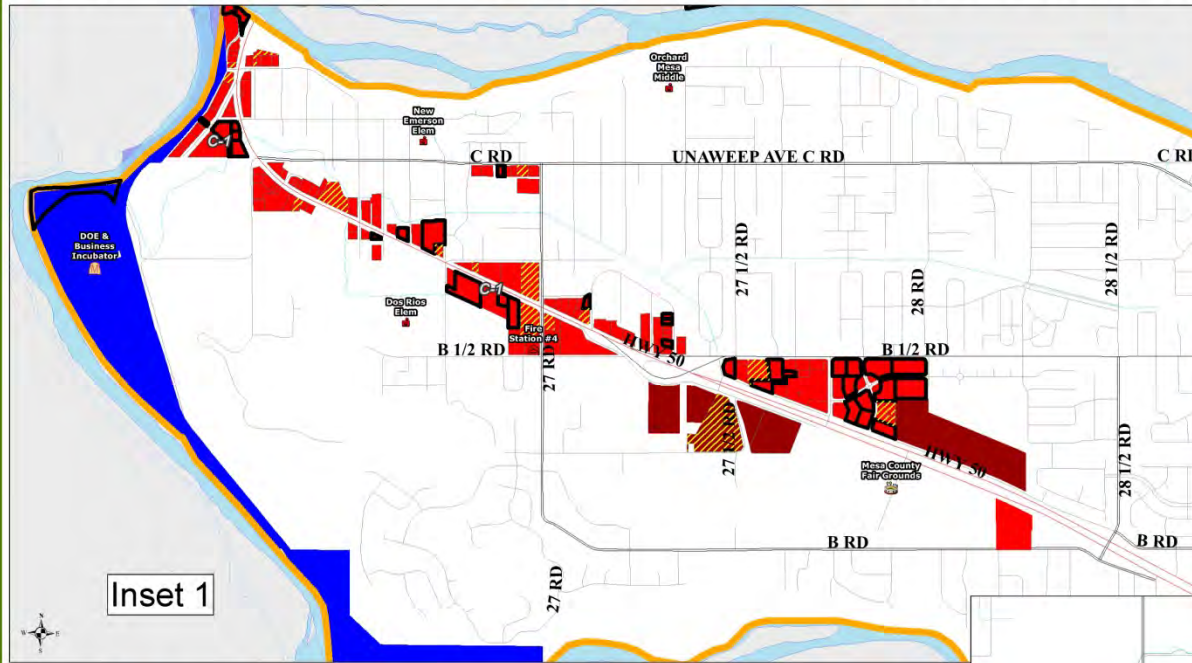 Orchard
Mesa
Middle
New
Emerson
Elem
C-1
C RD
UNAWEEP AVE C RD
C RD
DOE &
Business
Incubator
27 1/2 RD
28 RD
28 1/2 RD
C-1
Dos Rios
Elem
Fire
Station #4
B 1/2 RD
27 RD
HWY 50
B 1/2 RD
27 1/2 RD
28 1/2 RD
HWY 50
Mesa County
Fair Grounds
B RD
B RD
27 RD
Inset 1
N
W
E
S